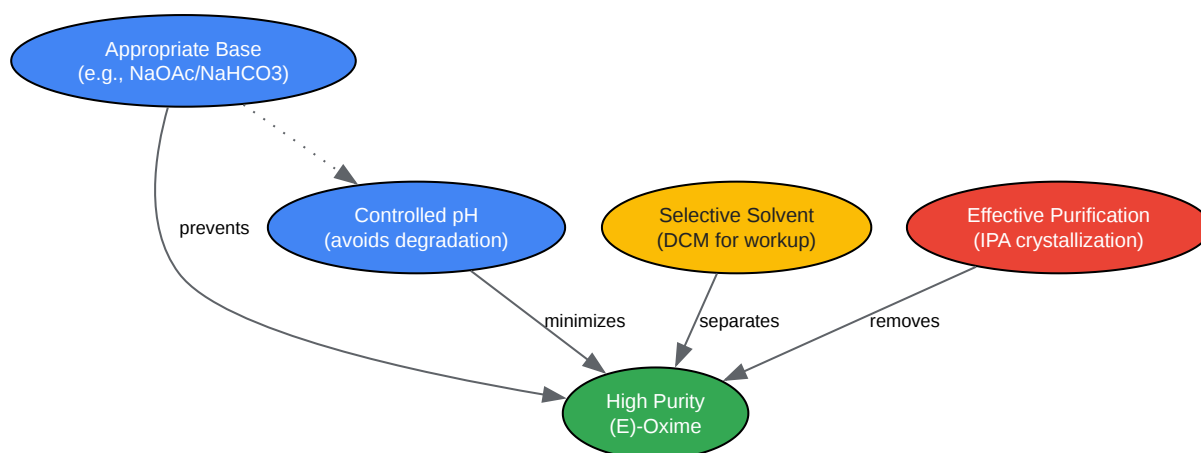 Appropriate Base
(e.g., NaOAc/NaHCO3)
Controlled pH
(avoids degradation)
Selective Solvent
(DCM for workup)
Effective Purification
(IPA crystallization)
prevents
minimizes
separates
removes
High Purity
(E)-Oxime